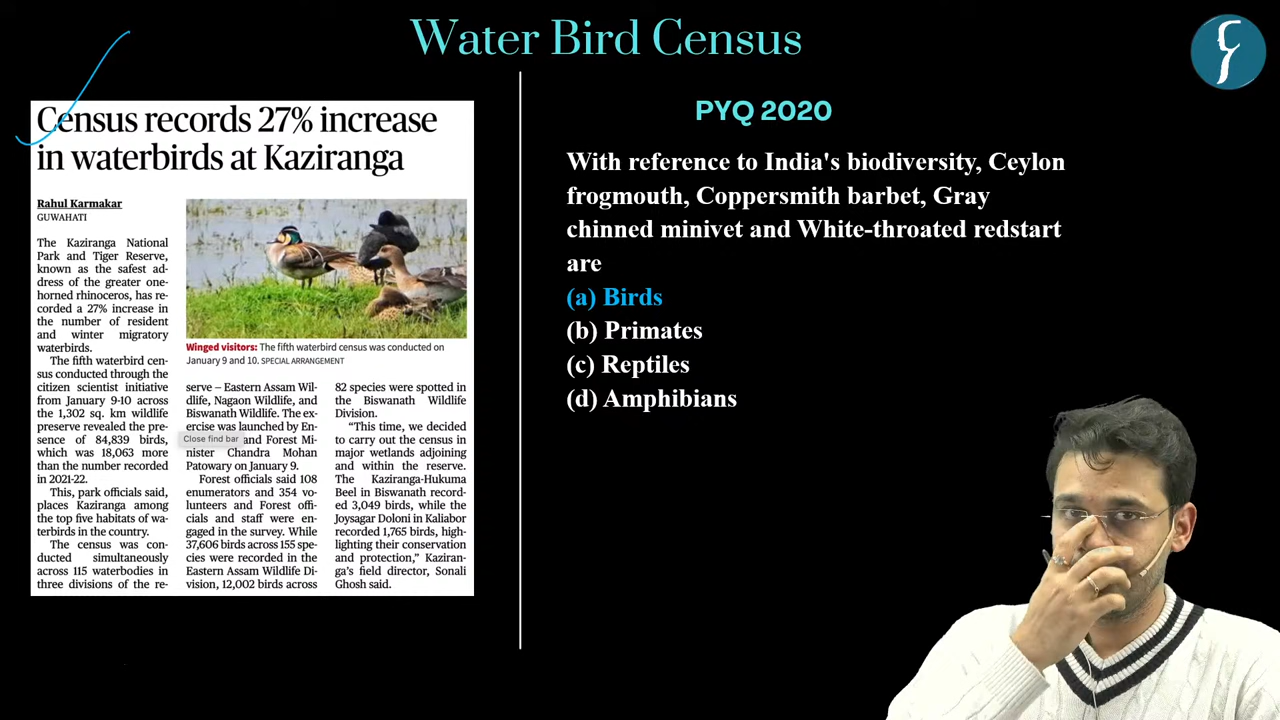 Water Bird Census
Census records 27% increase
in waterbirds at Kaziranga
Rahul Karmakar
GUWAHATI
The Kaziranga National
Park and Tiger Reserve,
known as the safest ad-
dress of the greater one-
horned rhinoceros, has re-
corded a 27% increase in
the number of resident
and winter migratory
waterbirds.
The fifth waterbird cen-
sus conducted through the
citizen scientist initiative
from January 9-10 across
the 1,302 sq. km wildlife
preserve revealed the pre-
sence of 84,839 birds,
which was 18,063 more
than the number recorded
in 2021-22.
This, park officials said,
places Kaziranga among
the top five habitats of wa-
terbirds in the country.
The census was con-
ducted simultaneously
across 115 waterbodies in
three divisions of the re-
Winged visitors: The fifth waterbird census was conducted on
January 9 and 10. SPECIAL ARRANGEMENT
serve – Eastern Assam Wil-
dlife, Nagaon Wildlife, and
Biswanath Wildlife. The ex-
ercise was launched by En-
Close find bar
and Forest Mi-
nister Chandra Mohan
Patowary on January 9.
Forest officials said 108
enumerators and 354 vo-
lunteers and Forest offi-
cials and staff were en-
gaged in the survey. While
37,606 birds across 155 spe-
cies were recorded in the
Eastern Assam Wildlife Di-
vision, 12,002 birds across
82 species were spotted in
the Biswanath Wildlife
Division.
"This time, we decided
to carry out the census in
major wetlands adjoining
and within the reserve.
The Kaziranga-Hukuma
Beel in Biswanath record-
ed 3,049 birds, while the
Joysagar Doloni in Kaliabor
recorded 1,765 birds, high-
lighting their conservation
and protection," Kaziran-
ga's field director, Sonali
Ghosh said.
PYQ 2020
With reference to India's biodiversity, Ceylon
frogmouth, Coppersmith barbet, Gray
chinned minivet and White-throated redstart
are
(a) Birds
(b) Primates
(c) Reptiles
(d) Amphibians